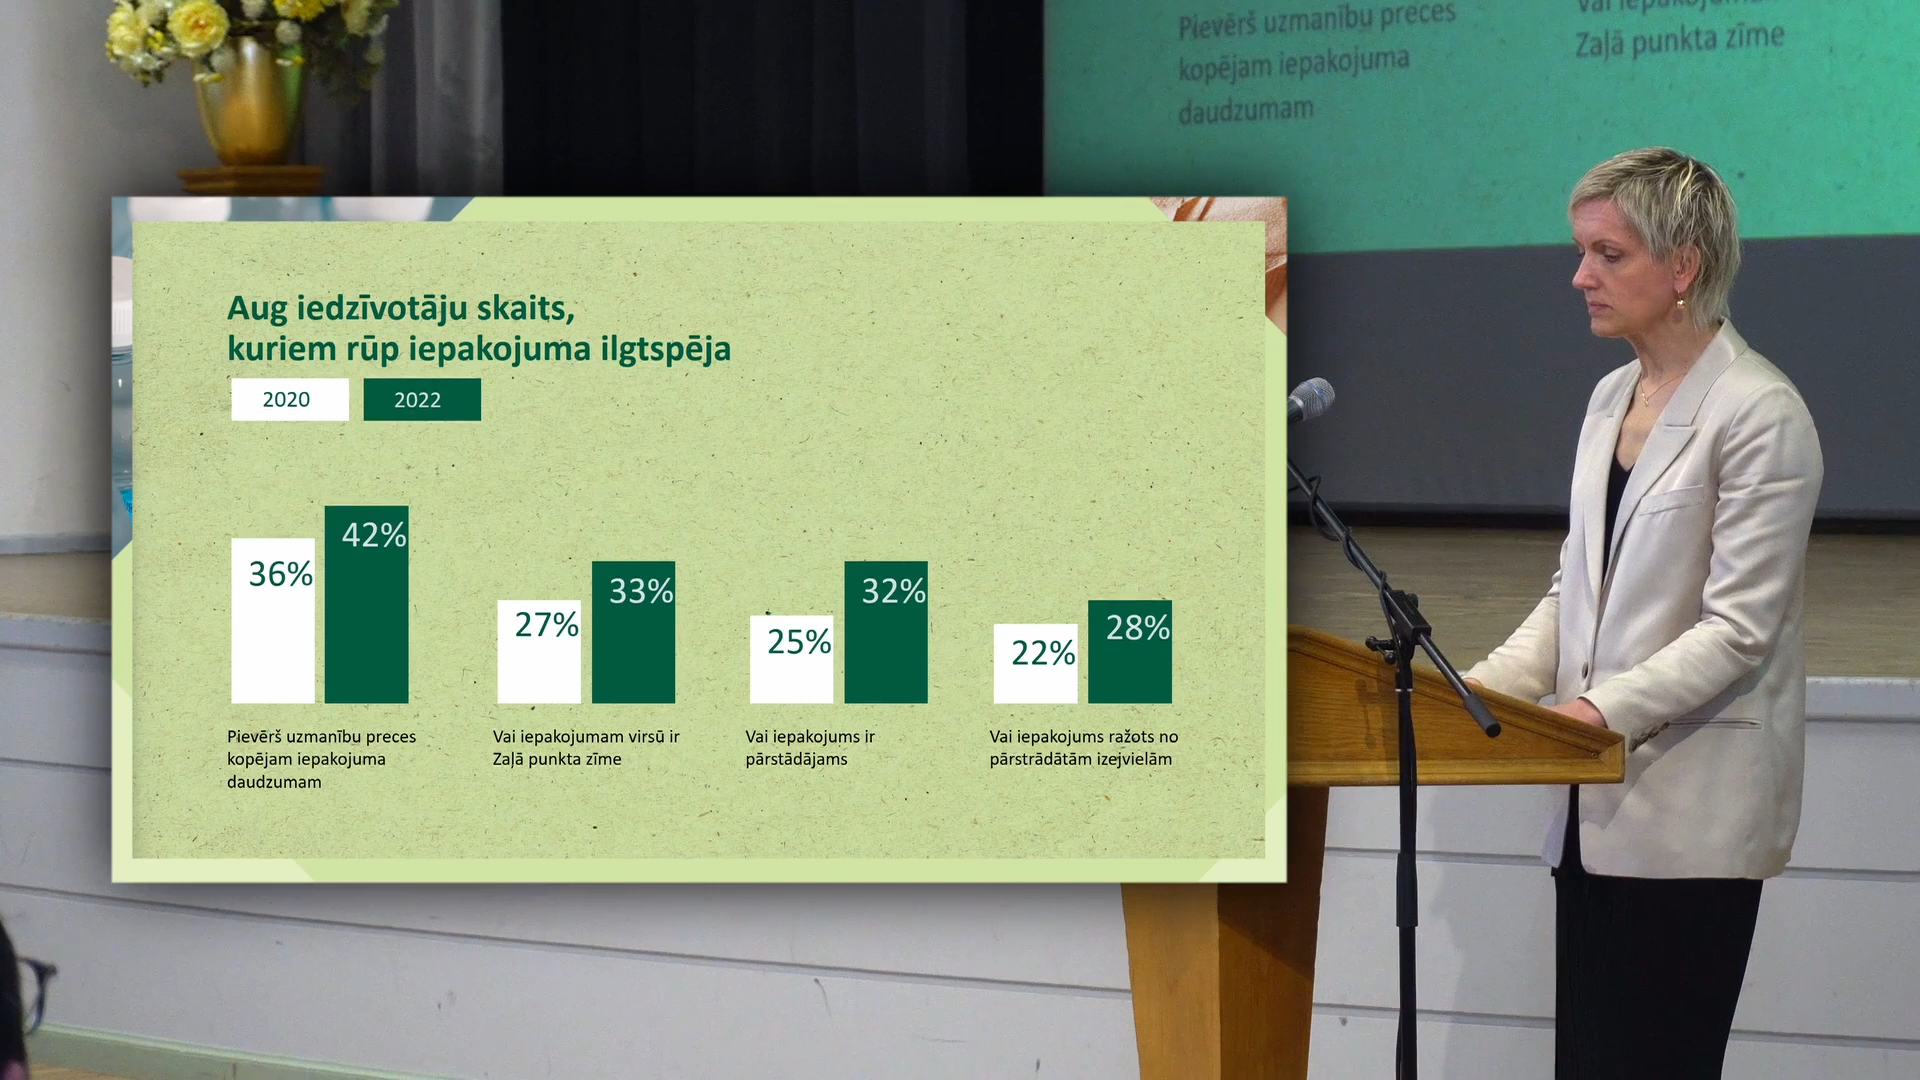 Pievērš uzmanību preces
kopējam iepakojuma
daudzumam
Zaļā punkta zīme
Aug iedzīvotāju skaits,
kuriem rūp iepakojuma ilgtspēja
2020
2022
36%
42%
27%
33%
25%
32%
22%
28%
Pievērš uzmanību preces
kopējam iepakojuma
daudzumam
Vai iepakojumam virsū ir
Zaļā punkta zīme
Vai iepakojums ir
pārstādājams
Vai iepakojums ražots no
pārstrādātām izejvielām